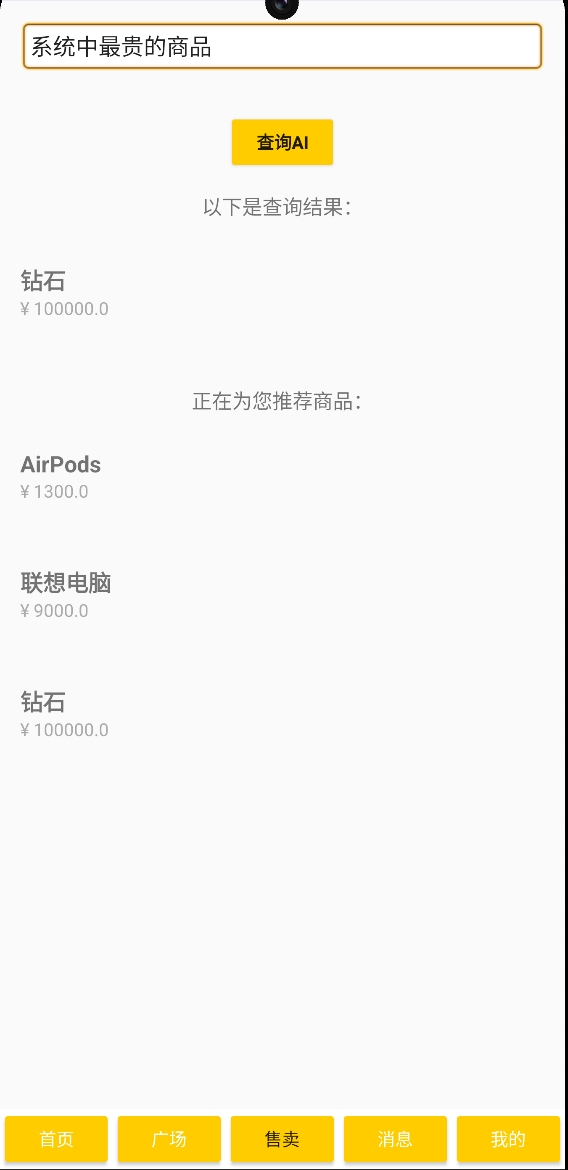 系统中最贵的商品
查询AI
以下是查询结果：
钻石
¥ 100000.0
正在为您推荐商品：
AirPods
¥ 1300.0
联想电脑
¥ 9000.0
钻石
¥ 100000.0
首页 广场 售卖 消息 我的